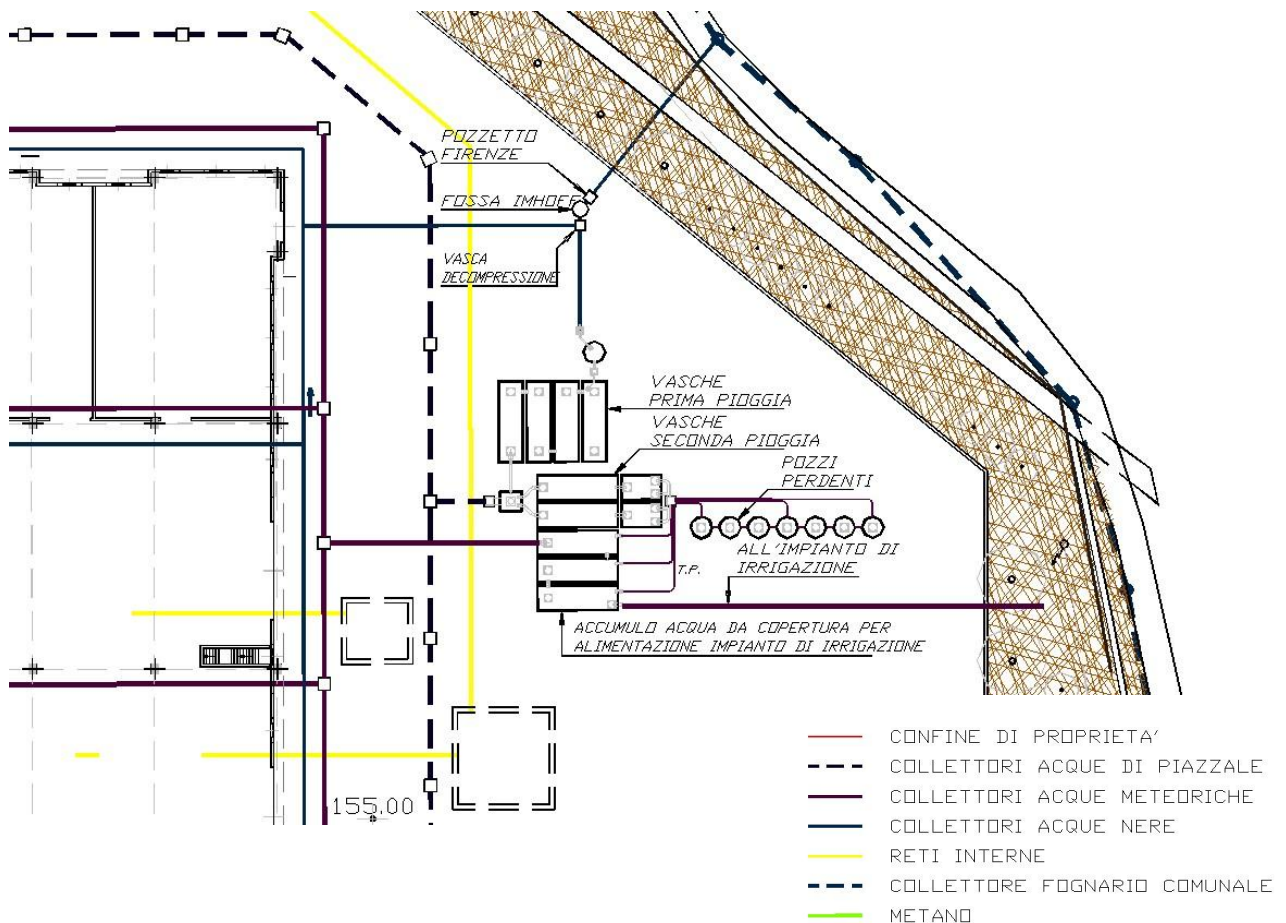 POZZETTO
FIRENZE
FOSSA IMHOFF
VASCA
DECOMPRESSIONE
VASCHE
PRIMA PIOGGIA
VASCHE
SECONDA PIOGGIA
POZZI
PERDENTI
ALL'IMPIANTO DI
IRRIGAZIONE
T.P.
ACCUMULO ACQUA DA COPERTURA PER
ALIMENTAZIONE IMPIANTO DI IRRIGAZIONE
155,00
CONFINE DI PROPRIETA'
COLLETTORI ACQUE DI PIAZZALE
COLLETTORI ACQUE METEORICHE
COLLETTORI ACQUE NERE
RETI INTERNE
COLLETTORE FOGNARIO COMUNALE
METANO